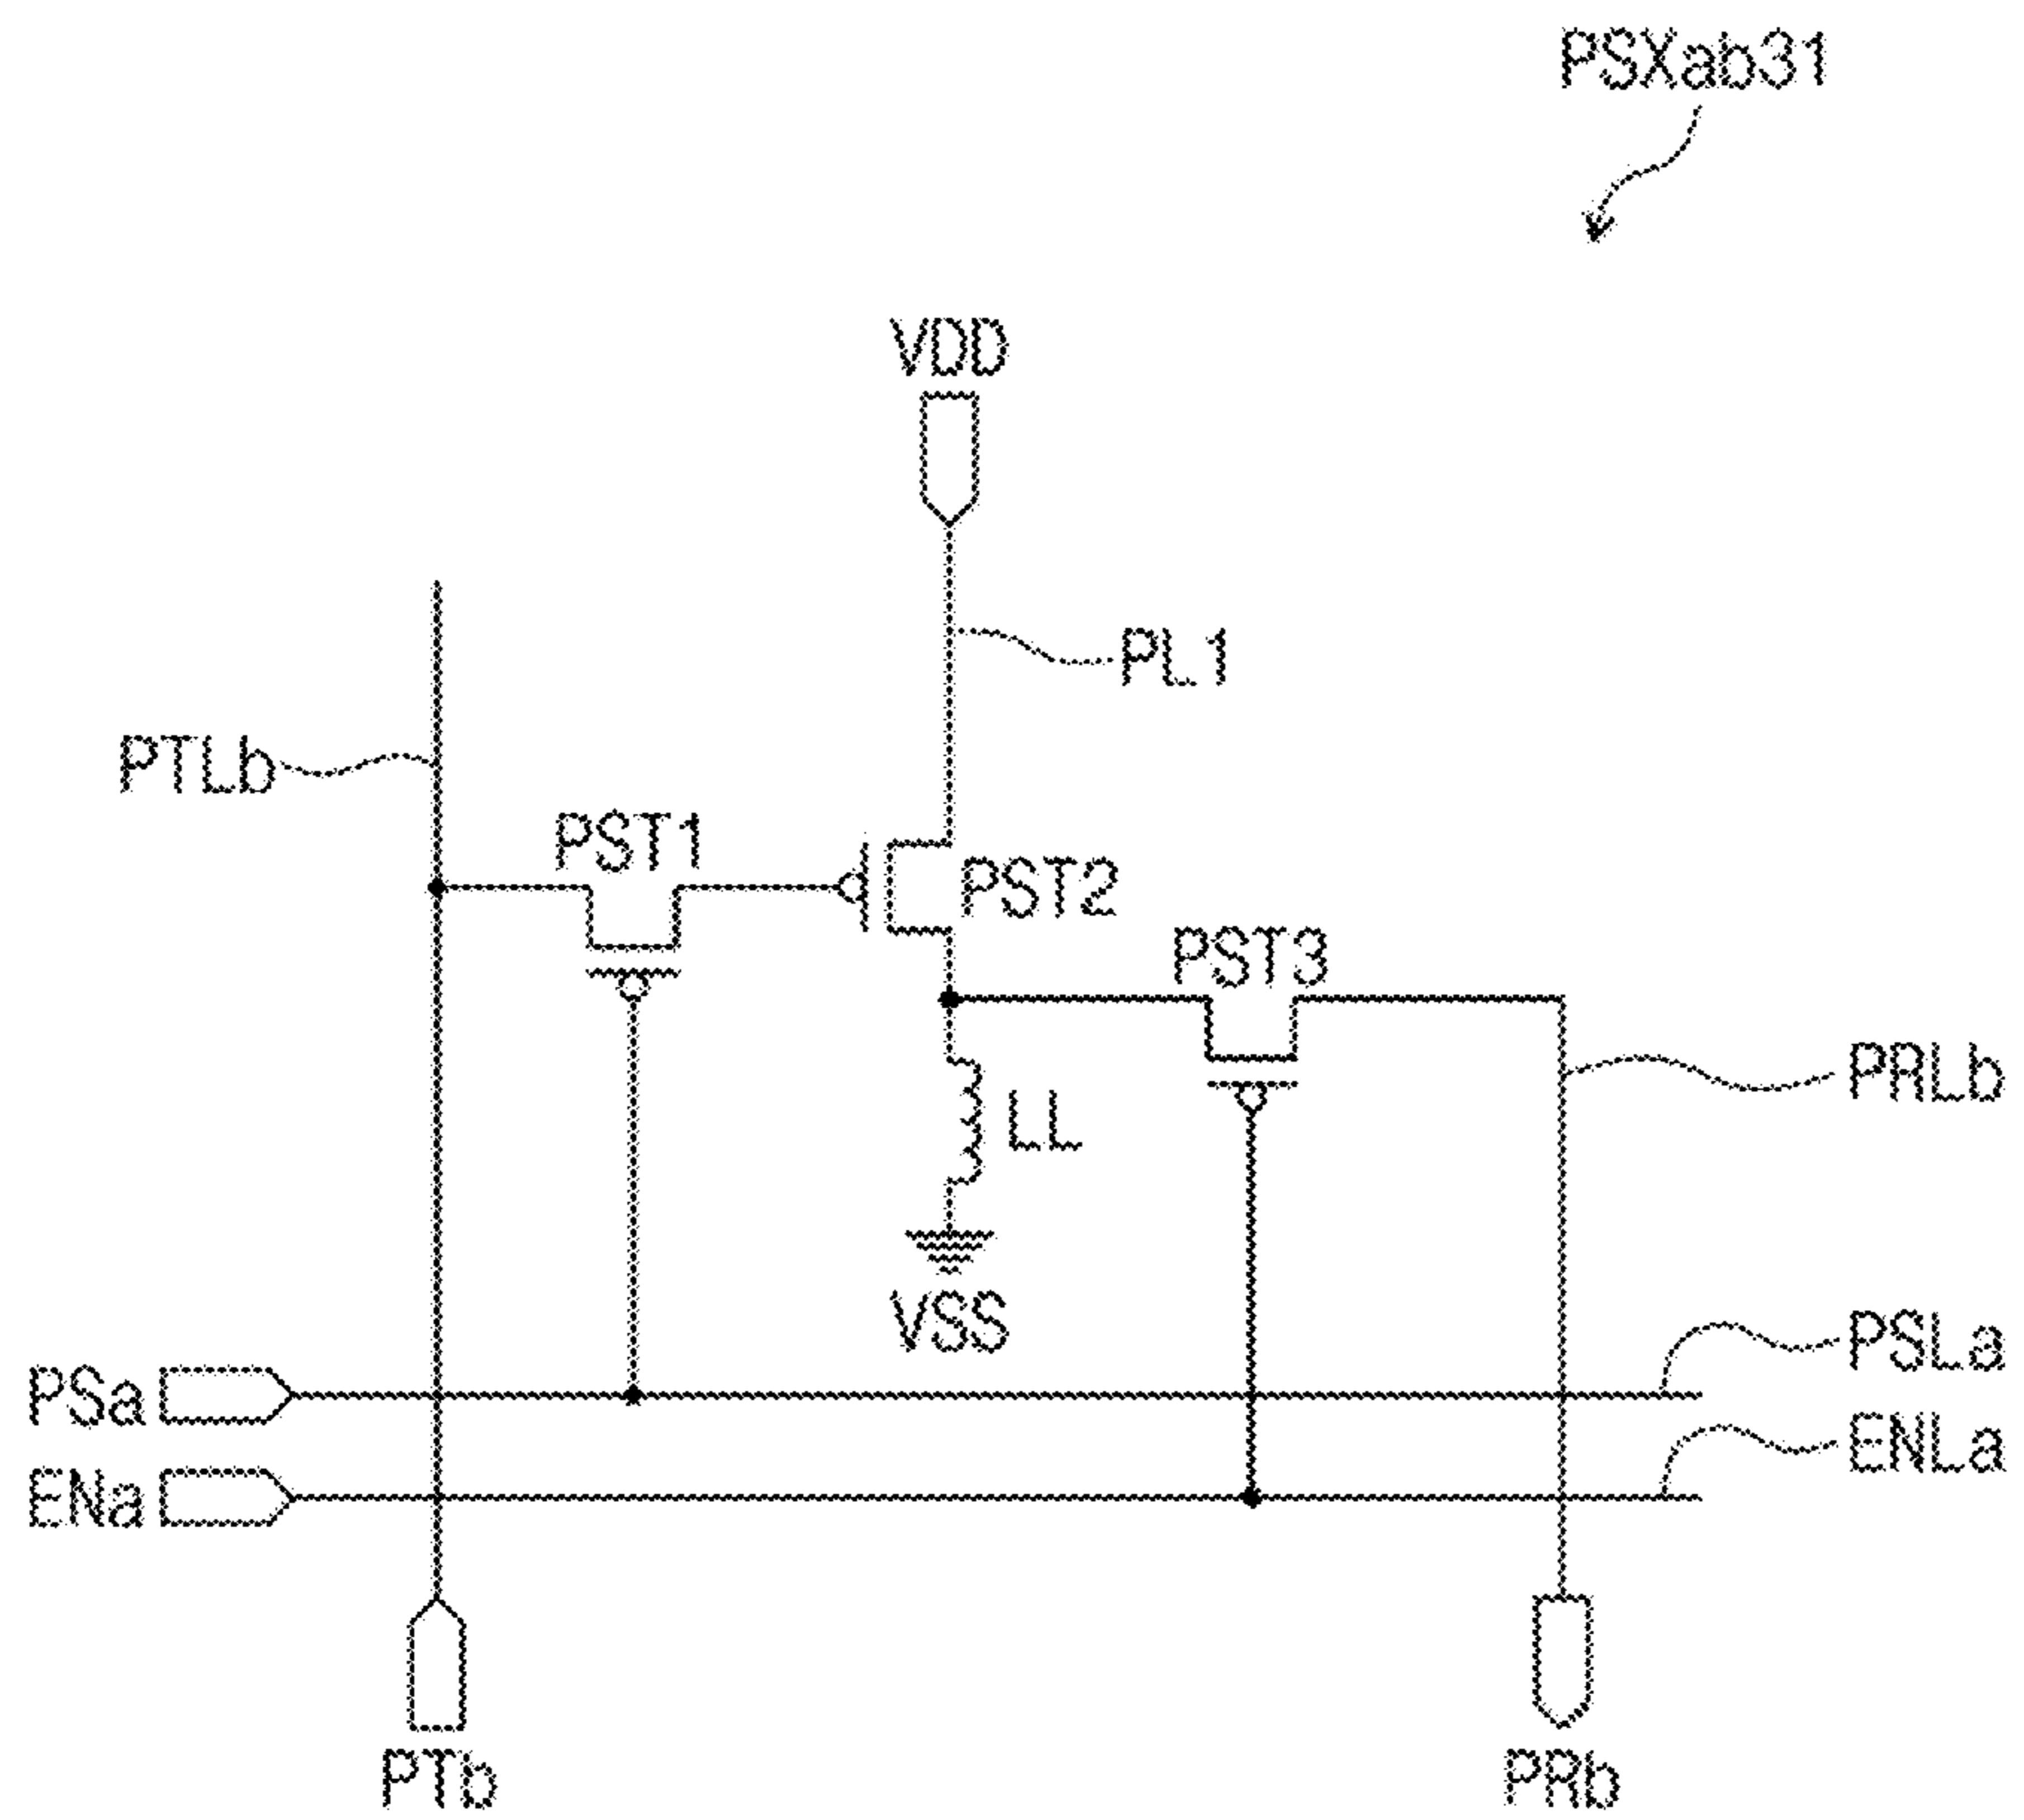 PSXab31
VDD
PL1
PTLb
PST1
PST2
PST3
PRLb
LL
VSS
PSLa
PSa
ENLa
ENa
PTb
PRb